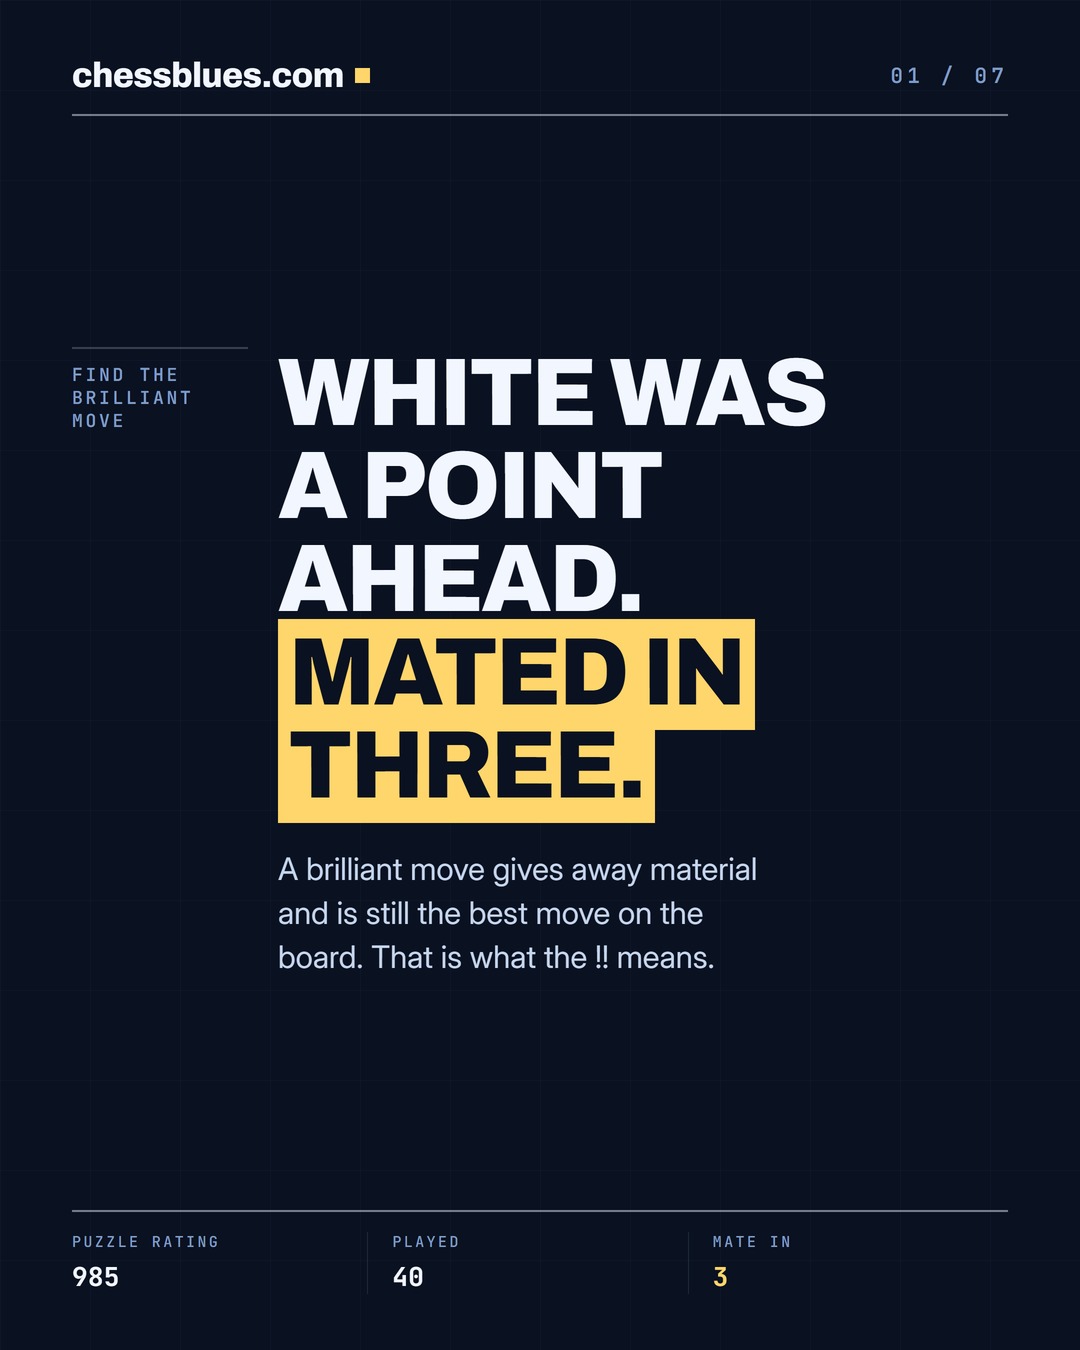 chessblues.com
01 / 07
FIND THE
BRILLIANT
MOVE
WHITE WAS
A POINT
AHEAD.
MATED IN
THREE.
A brilliant move gives away material
and is still the best move on the
board. That is what the !! means.
PUZZLE RATING
985
PLAYED
40
MATE IN
3